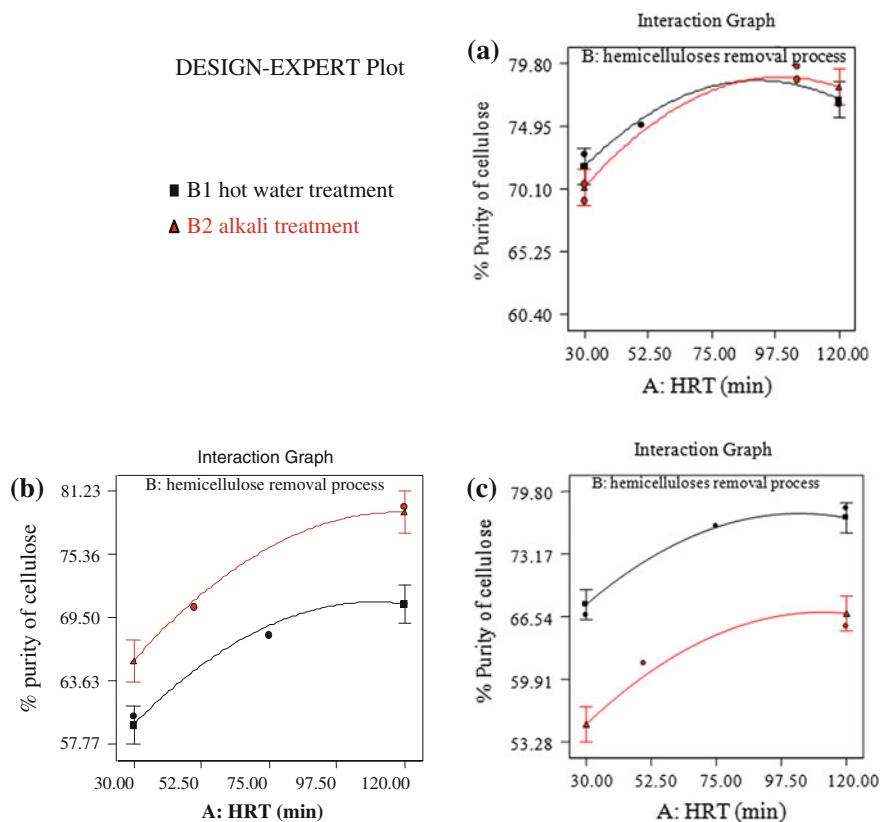 DESIGN-EXPERT Plot
B1 hot water treatment
B2 alkali treatment
(a)
Interaction Graph
B: hemicelluloses removal process
% Purity of cellulose
79.80
74.95
70.10
65.25
60.40
30.00 52.50 75.00 97.50 120.00
A: HRT (min)
(b)
Interaction Graph
B: hemicellulose removal process
% purity of cellulose
81.23
75.36
69.50
63.63
57.77
30.00 52.50 75.00 97.50 120.00
A: HRT (min)
(c)
Interaction Graph
B: hemicelluloses removal process
% Purity of cellulose
79.80
73.17
66.54
59.91
53.28
30.00 52.50 75.00 97.50 120.00
A: HRT (min)